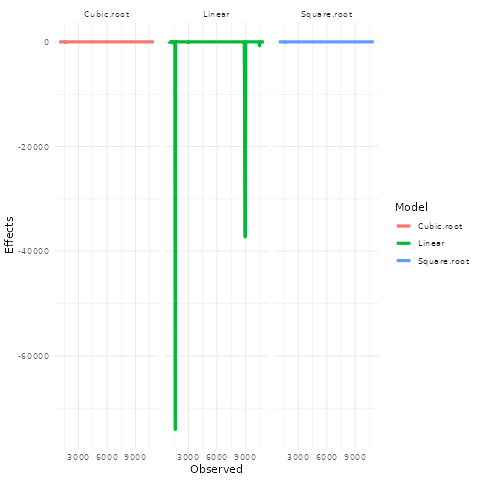 Cubic.root Linear Square.root
0
-20000
-40000
-60000
Effects
3000 6000 9000 3000 6000 9000 3000 6000 9000
Observed
Model
Cubic.root
Linear
Square.root